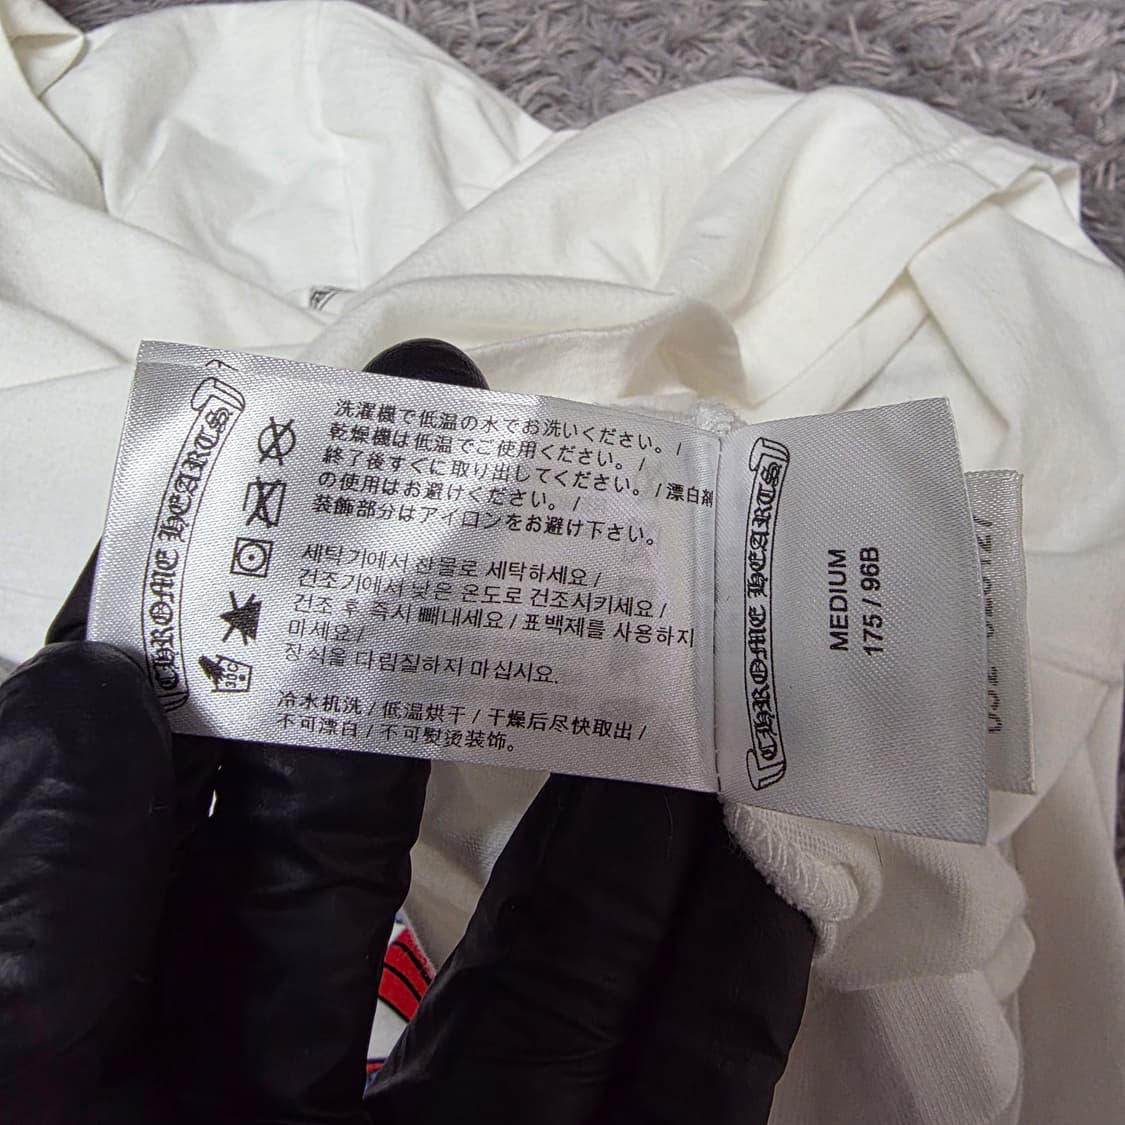 CHROME HEARTS
洗濯機で低温の水でお洗いください。/
乾燥機は低温でご使用ください。/
終了後すぐに取り出してください。/漂白剤
の使用はお避けください。/
装飾部分はアイロンをお避け下さい。
세탁기에서 찬물로 세탁하세요 /
건조기에서 낮은 온도로 건조시키세요 /
건조 후 즉시 빼내세요 / 표백제를 사용하지
마세요 /
장식을 다림질하지 마십시오.
冷水机洗 / 低温烘干 / 干燥后尽快取出 /
不可漂白 / 不可熨烫装饰。
CHROME HEARTS
MEDIUM
175 / 96B